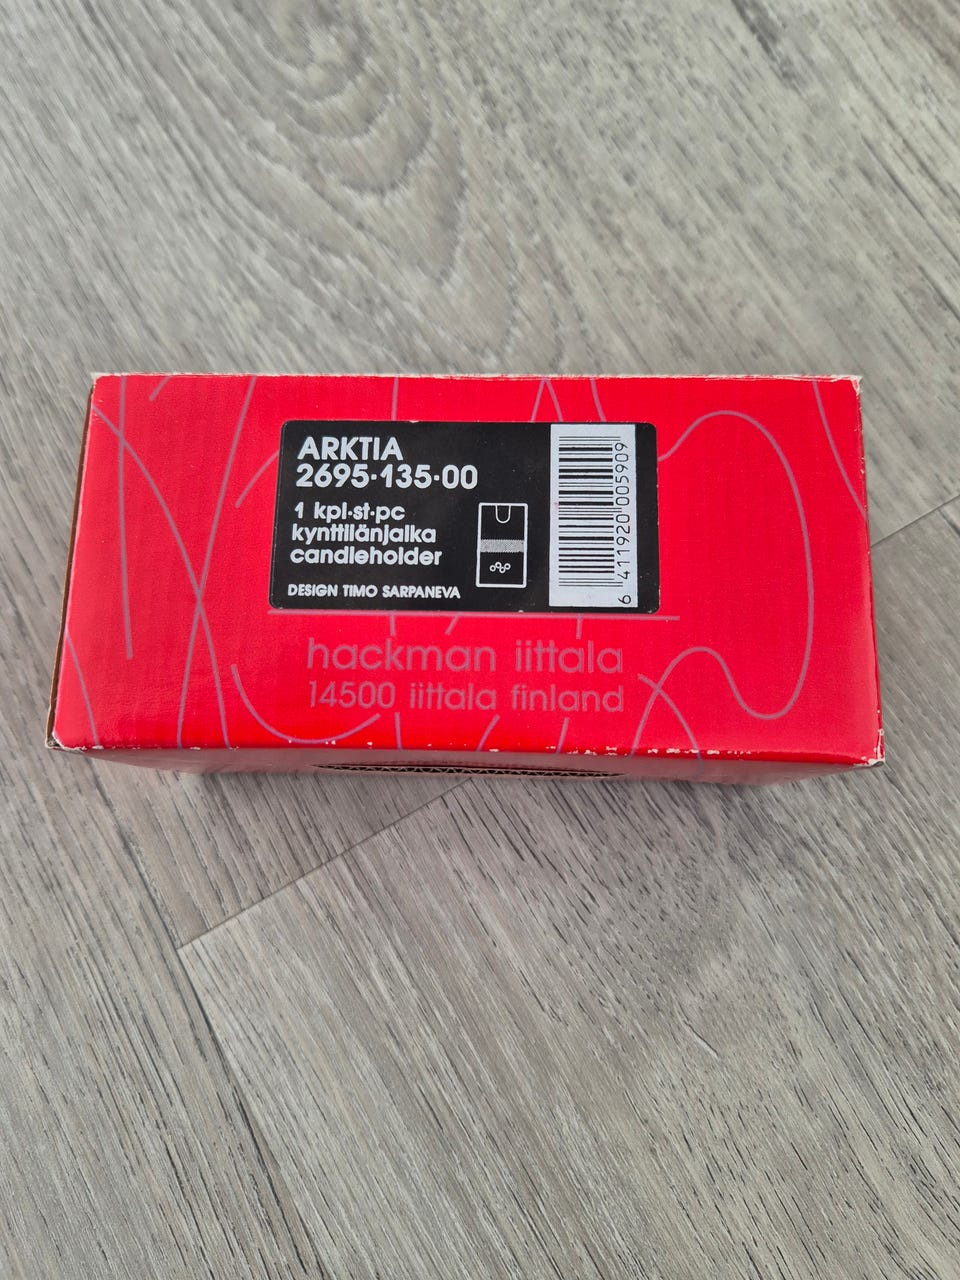 ARKTIA
2695·135·00
1 kpl·st·pc
kynttilänjalka
candleholder
DESIGN TIMO SARPANEVA
6 411920 005909
hackman iittala
14500 iittala finland